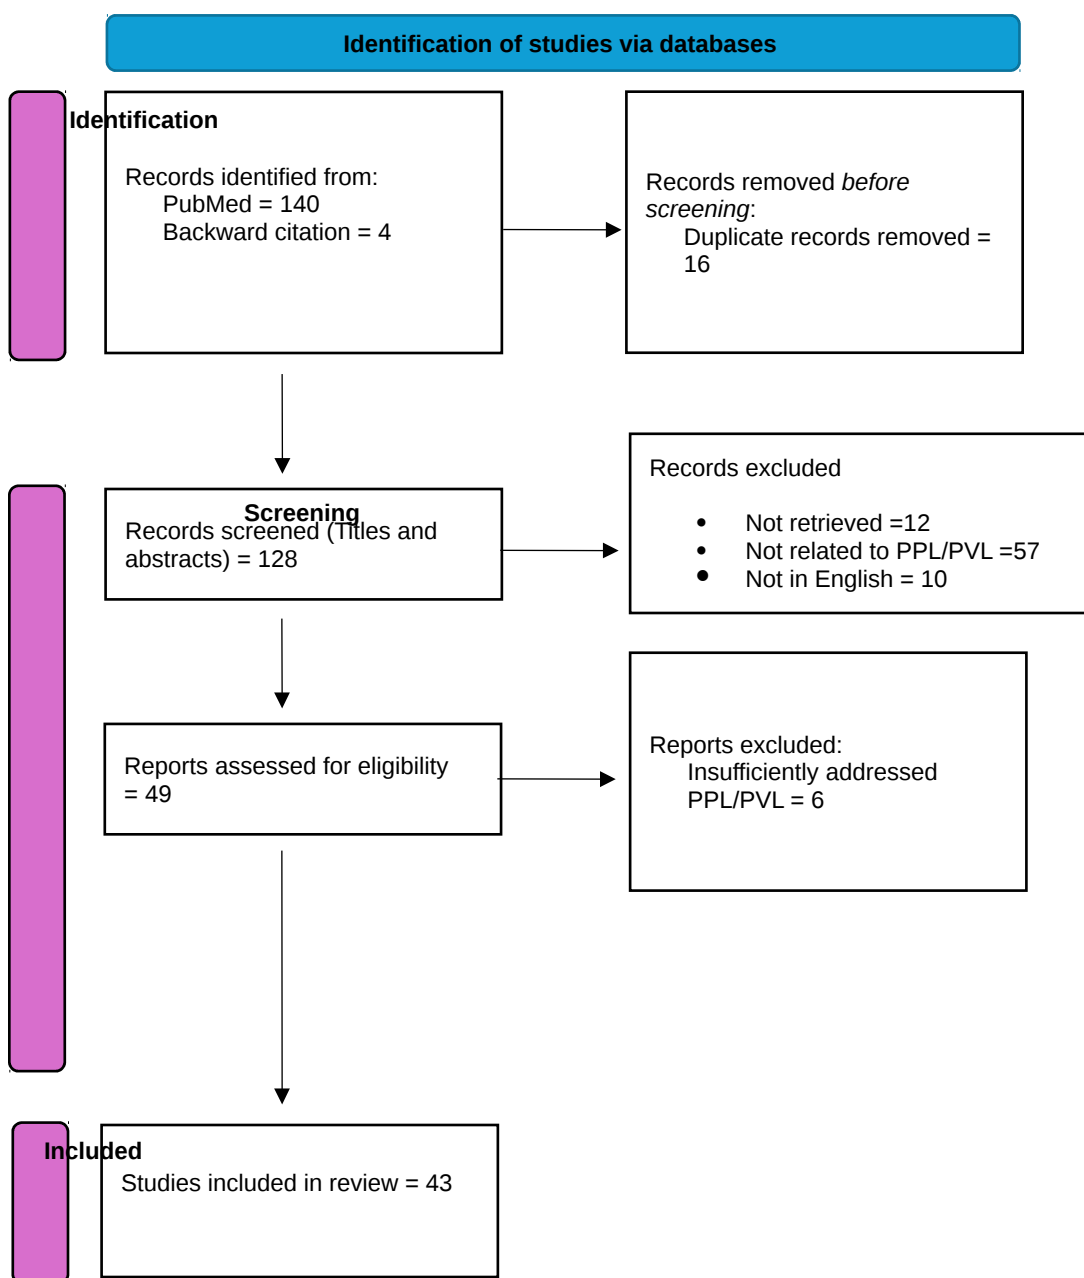 Identification of studies via databases
Identification
Records identified from:
PubMed = 140
Backward citation = 4
Records removed before
screening:
Duplicate records removed =
16
Screening
Records screened (Titles and
abstracts) = 128
Records excluded
• Not retrieved =12
• Not related to PPL/PVL =57
• Not in English = 10
Reports assessed for eligibility
= 49
Reports excluded:
Insufficiently addressed
PPL/PVL = 6
Included
Studies included in review = 43